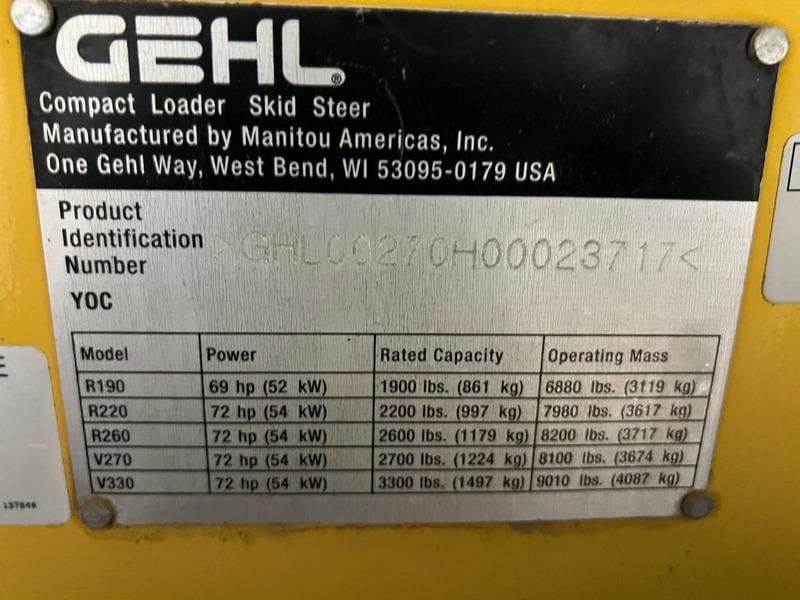 GEHL®
Compact Loader Skid Steer
Manufactured by Manitou Americas, Inc.
One Gehl Way, West Bend, WI 53095-0179 USA
Product
Identification
Number
>GHL00270H00023717<
YOC
Model Power Rated Capacity Operating Mass
R190 69 hp (52 kW) 1900 lbs. (861 kg) 6880 lbs. (3119 kg)
R220 72 hp (54 kW) 2200 lbs. (997 kg) 7980 lbs. (3617 kg)
R260 72 hp (54 kW) 2600 lbs. (1179 kg) 8200 lbs. (3717 kg)
V270 72 hp (54 kW) 2700 lbs. (1224 kg) 8100 lbs. (3674 kg)
V330 72 hp (54 kW) 3300 lbs. (1497 kg) 9010 lbs. (4087 kg)
E